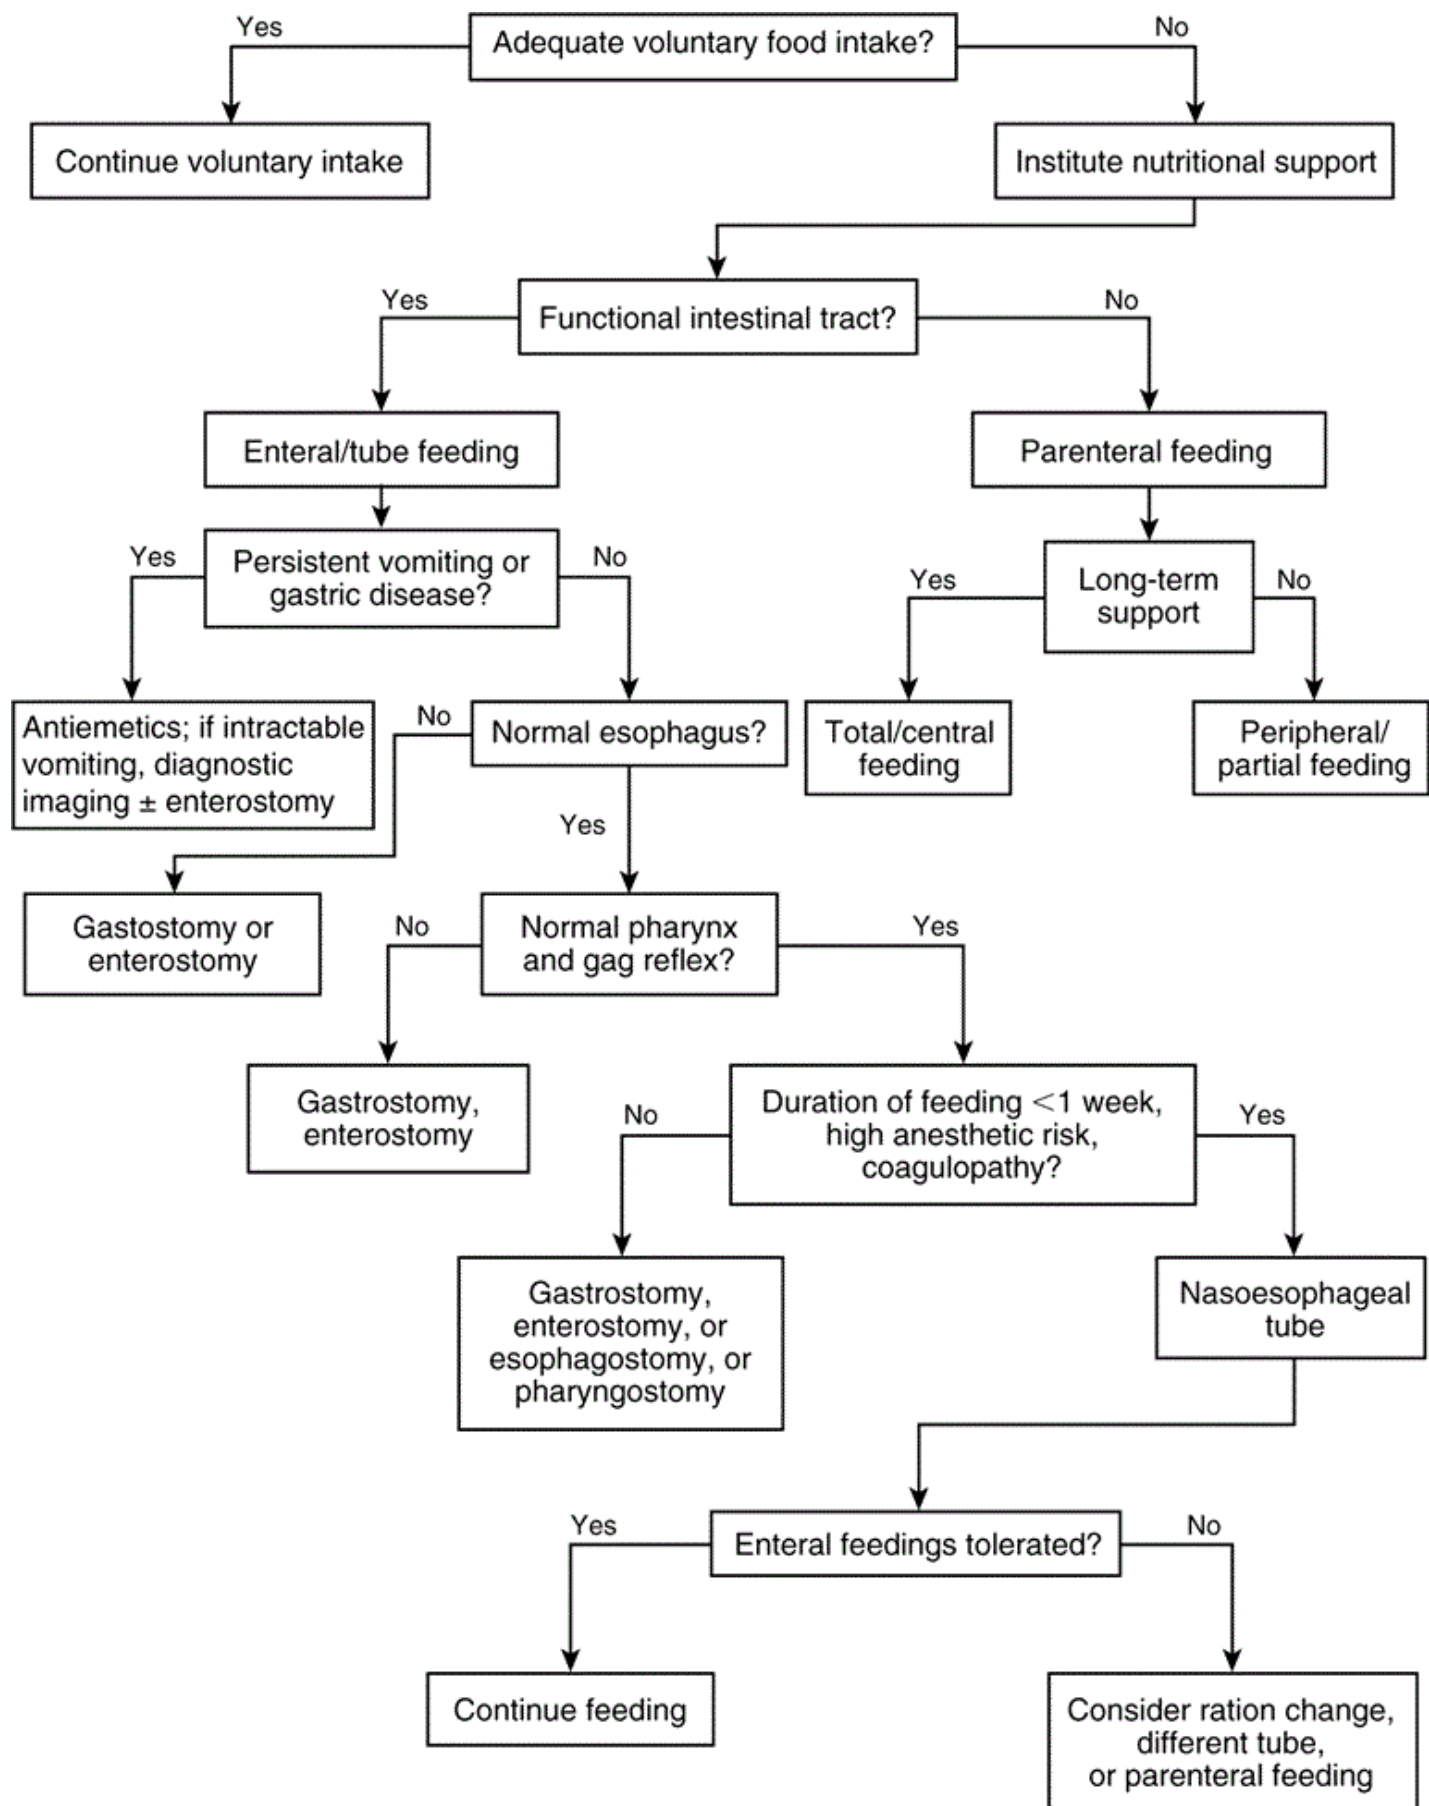 Yes
Adequate voluntary food intake?
No
Continue voluntary intake
Institute nutritional support
Yes
Functional intestinal tract?
No
Enteral/tube feeding
Parenteral feeding
Yes
Persistent vomiting or
gastric disease?
No
Yes
Long-term
support
No
Antiemetics; if intractable
vomiting, diagnostic
imaging ± enterostomy
No
Normal esophagus?
Total/central
feeding
Peripheral/
partial feeding
Yes
Gastostomy or
enterostomy
No
Normal pharynx
and gag reflex?
Yes
Gastrostomy,
enterostomy
No
Duration of feeding <1 week,
high anesthetic risk,
coagulopathy?
Yes
Gastrostomy,
enterostomy, or
esophagostomy, or
pharyngostomy
Nasoesophageal
tube
Yes
Enteral feedings tolerated?
No
Continue feeding
Consider ration change,
different tube,
or parenteral feeding